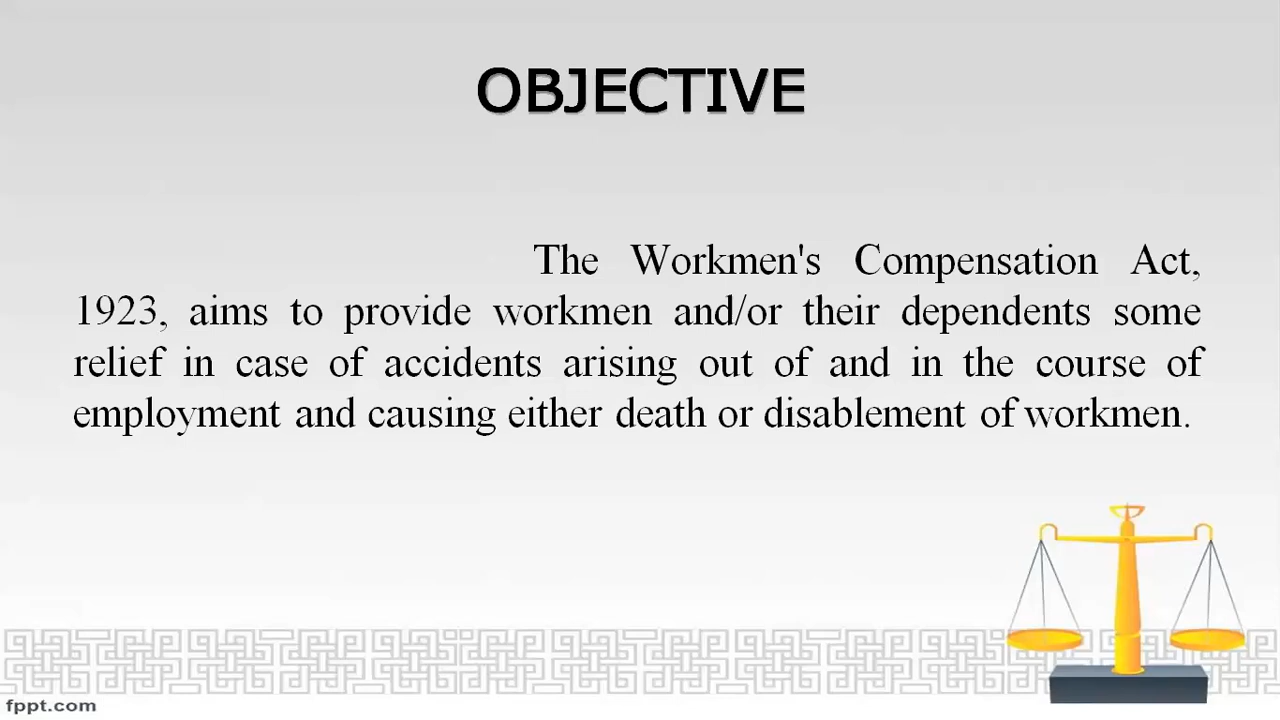 OBJECTIVE
The Workmen's Compensation Act,
1923, aims to provide workmen and/or their dependents some
relief in case of accidents arising out of and in the course of
employment and causing either death or disablement of workmen.
fppt.com